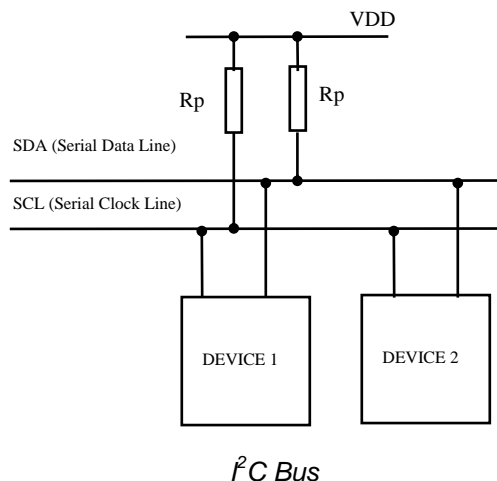 VDD
Rp
Rp
SDA (Serial Data Line)
SCL (Serial Clock Line)
DEVICE 1
DEVICE 2
I²C Bus